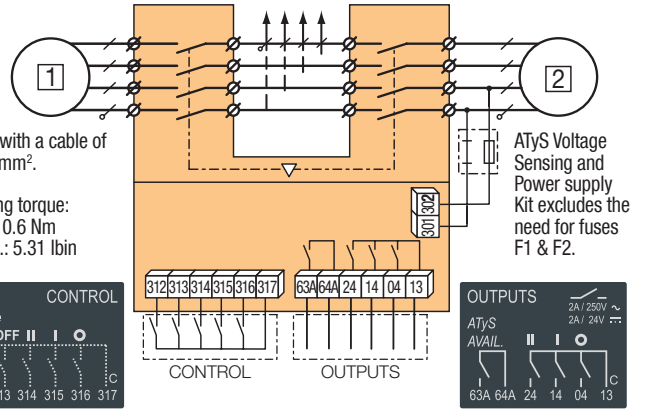 1
2
with a cable of
mm².
ng torque:
0.6 Nm
.: 5.31 lbin
ATyS Voltage
Sensing and
Power supply
Kit excludes the
need for fuses
F1 & F2.
301 302
312 313 314 315 316 317
63A 64A 24 14 04 13
CONTROL
OUTPUTS
CONTROL
OFF II I O
13 314 315 316 317
C
OUTPUTS
2A / 250V ~
2A / 24V ⎓
ATyS
AVAIL. II I O
C
63A 64A 24 14 04 13